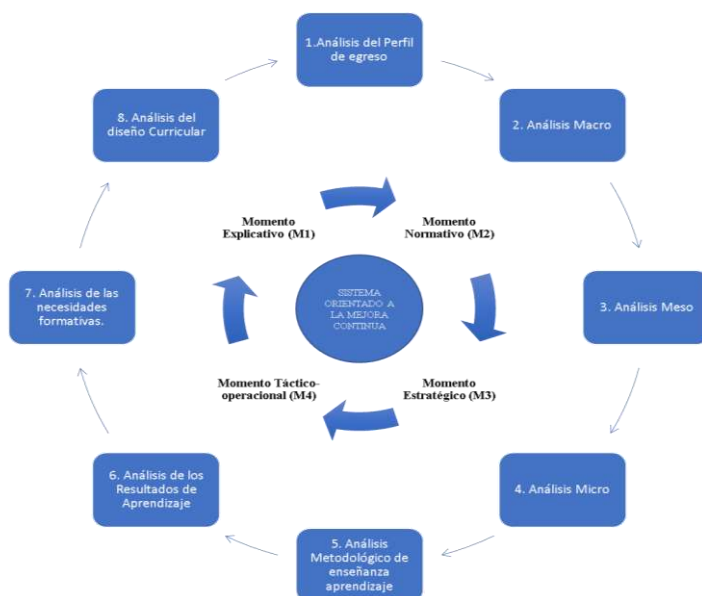 1.Análisis del Perfil
de egreso
2. Análisis Macro
3. Análisis Meso
4. Análisis Micro
5. Análisis
Metodológico de
enseñanza
aprendizaje
6. Análisis de los
Resultados de
Aprendizaje
7. Análisis de las
necesidades
formativas.
8. Análisis del
diseño Curricular
Momento
Explicativo (M1)
Momento
Normativo (M2)
Momento
Estratégico (M3)
Momento Táctico-
operacional (M4)
SISTEMA
ORIENTADO A
LA MEJORA
CONTINUA